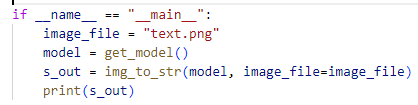 if __name__ == "__main__":
    image_file = "text.png"
    model = get_model()
    s_out = img_to_str(model, image_file=image_file)
    print(s_out)